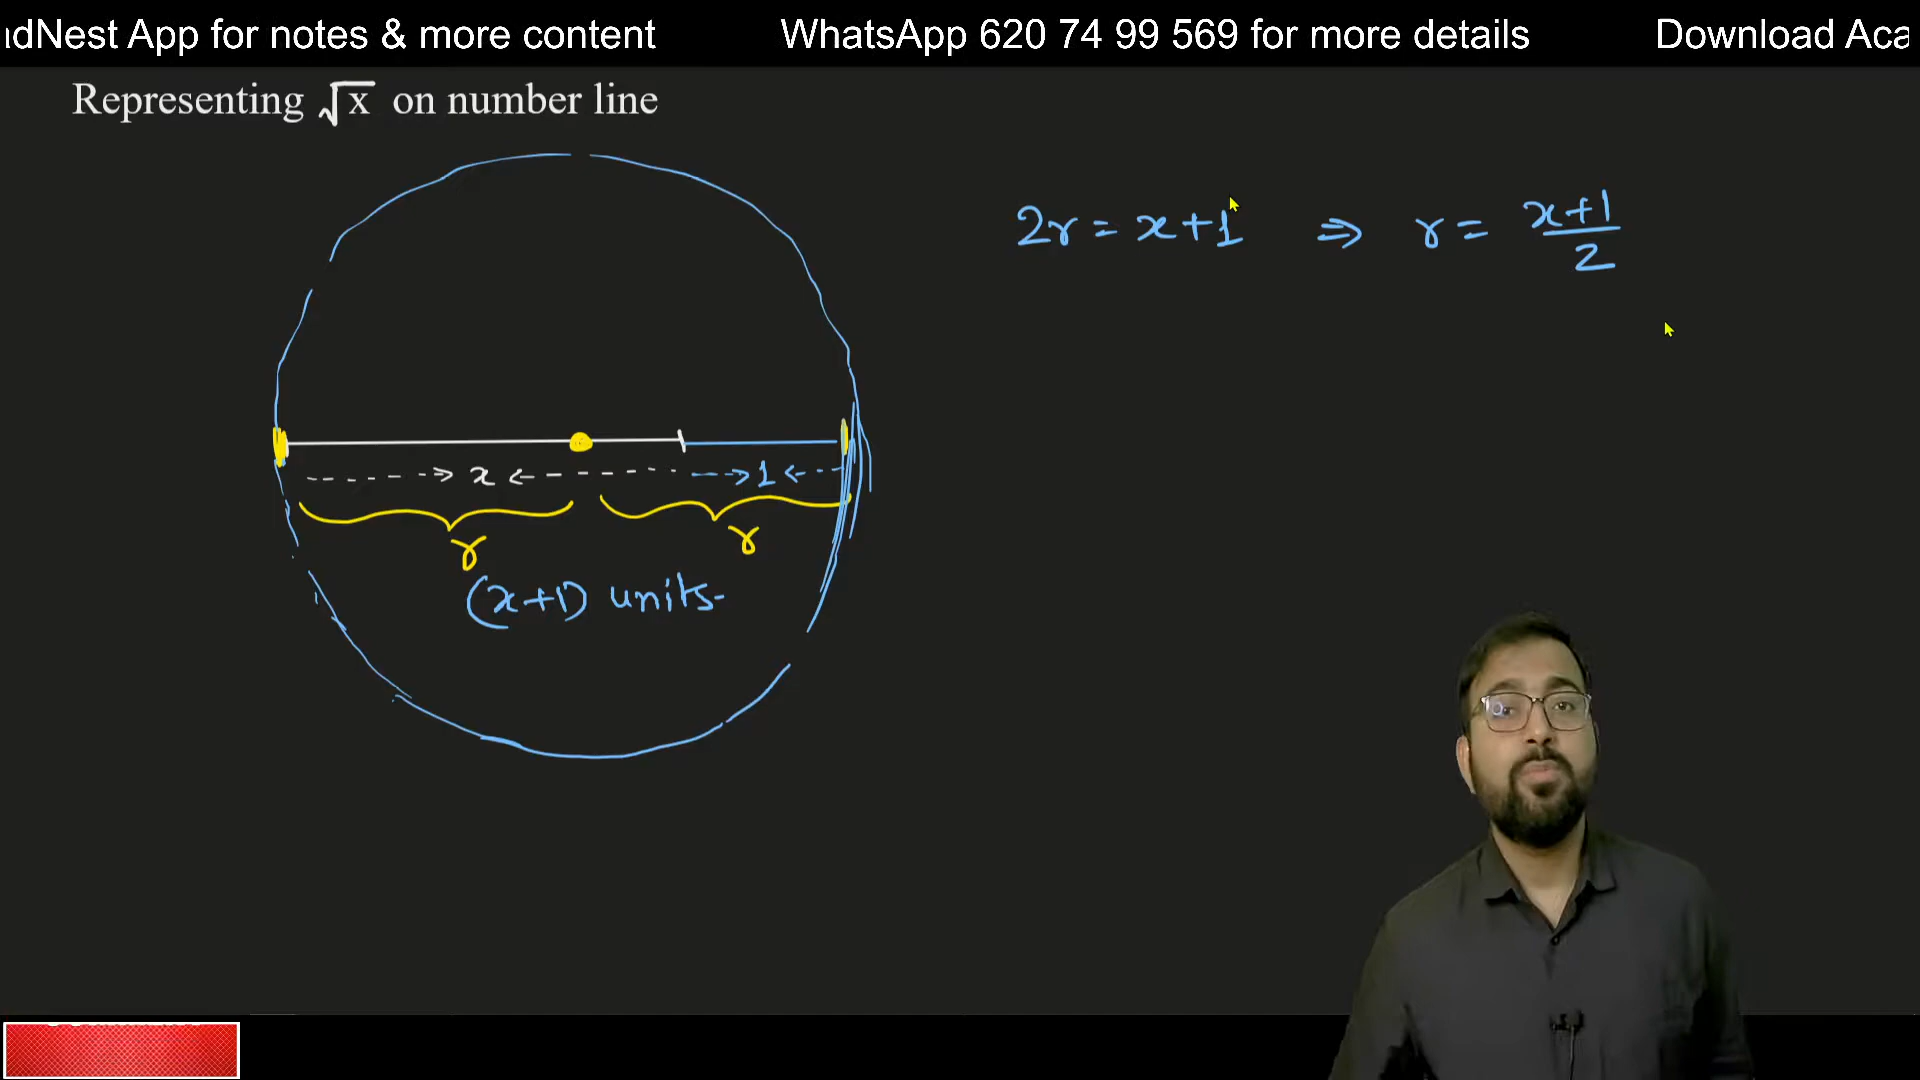 dNest App for notes & more content WhatsApp 620 74 99 569 for more details Download Aca
Representing √x on number line
2r = x+1 ⇒ r = x+1/2
x 1
r r
(x+1) units